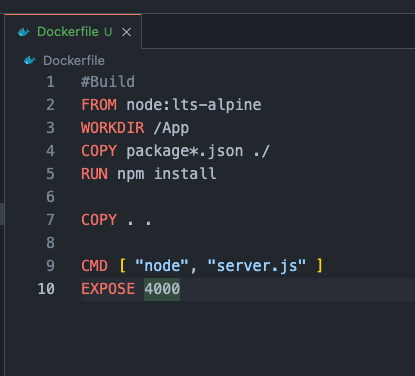 Dockerfile U ×
Dockerfile
1 #Build
2 FROM node:lts-alpine
3 WORKDIR /App
4 COPY package*.json ./
5 RUN npm install
6
7 COPY . .
8
9 CMD [ "node", "server.js" ]
10 EXPOSE 4000